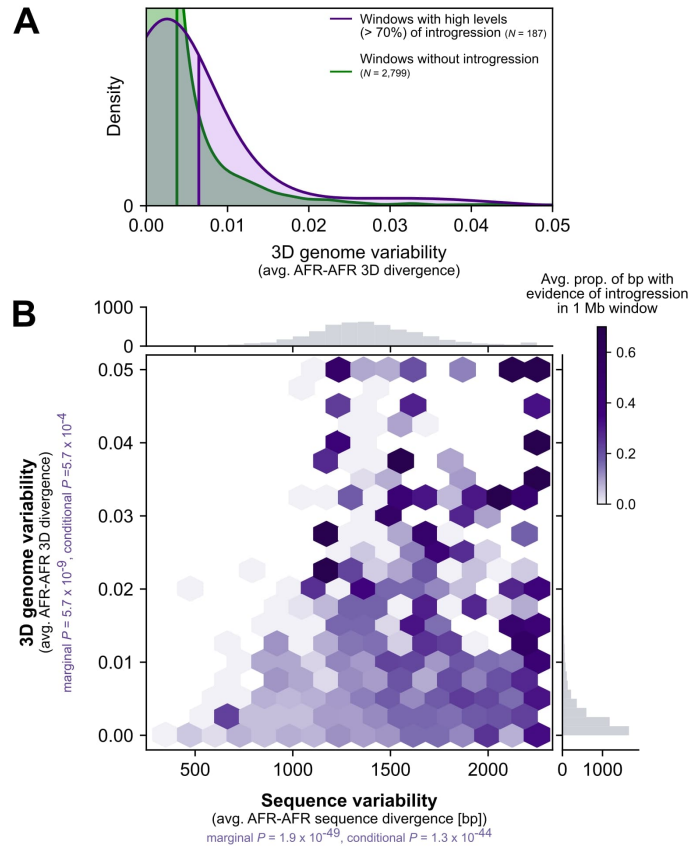 A
Density
Windows with high levels
(> 70%) of introgression (N = 187)
Windows without introgression
(N = 2,799)
0
0.00 0.01 0.02 0.03 0.04 0.05
3D genome variability
(avg. AFR-AFR 3D divergence)
B
Avg. prop. of bp with
evidence of introgression
in 1 Mb window
1000
0
0.6
0.4
0.2
0.0
0.05
0.04
0.03
0.02
0.01
0.00
3D genome variability
(avg. AFR-AFR 3D divergence)
marginal P = 5.7 x 10-9, conditional P =5.7 x 10-4
500 1000 1500 2000
0 1000
Sequence variability
(avg. AFR-AFR sequence divergence [bp])
marginal P = 1.9 x 10-49, conditional P = 1.3 x 10-44